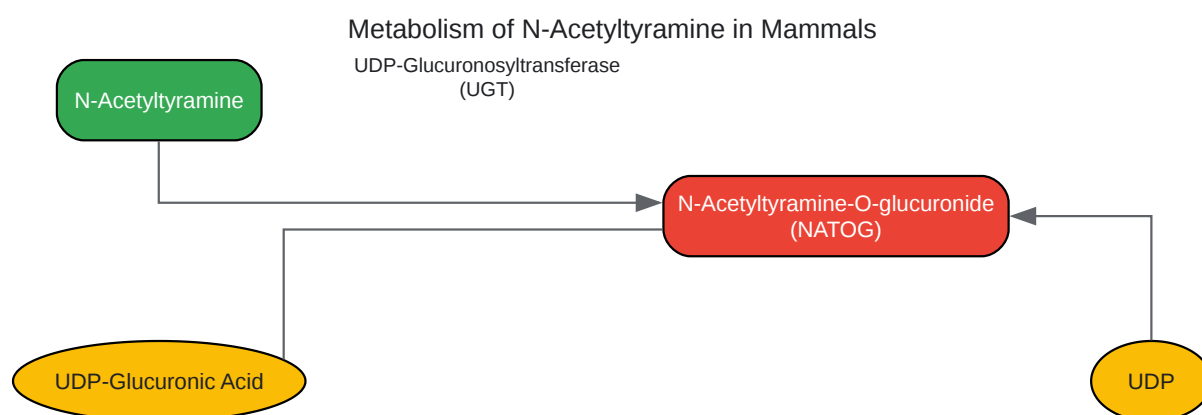 Metabolism of N-Acetyltyramine in Mammals
UDP-Glucuronosyltransferase
(UGT)
N-Acetyltyramine
N-Acetyltyramine-O-glucuronide
(NATOG)
UDP-Glucuronic Acid
UDP